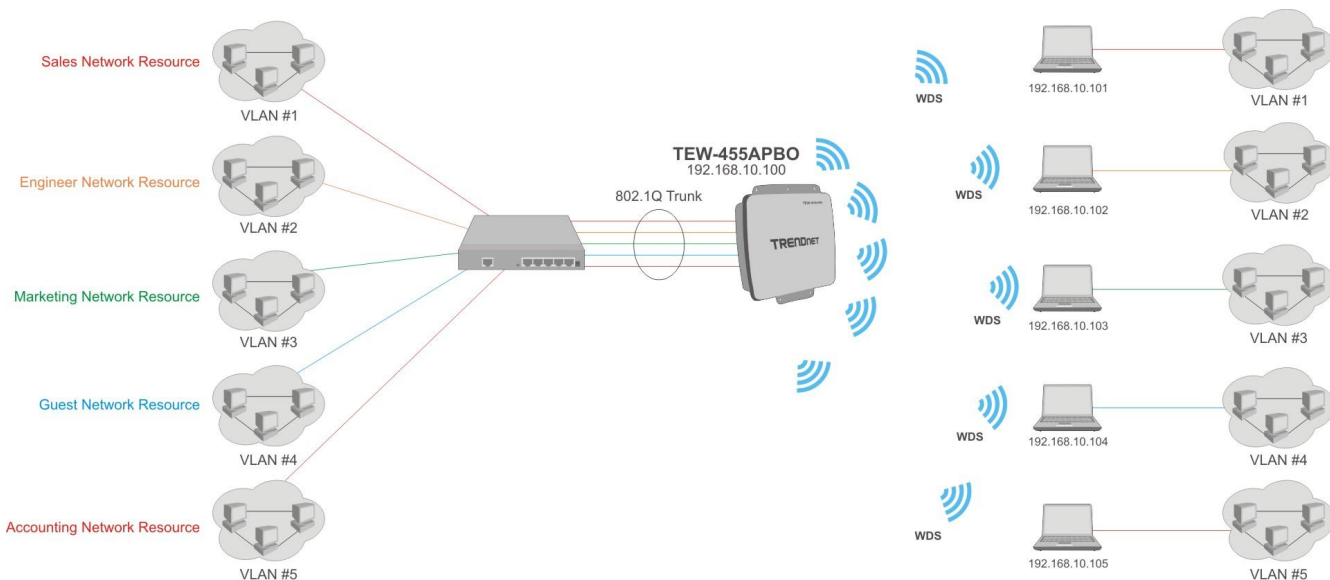 Sales Network Resource
VLAN #1
Engineer Network Resource
VLAN #2
Marketing Network Resource
VLAN #3
Guest Network Resource
VLAN #4
Accounting Network Resource
VLAN #5
802.1Q Trunk
TEW-455APBO
192.168.10.100
TRENDNET
WDS
192.168.10.101
VLAN #1
WDS
192.168.10.102
VLAN #2
WDS
192.168.10.103
VLAN #3
WDS
192.168.10.104
VLAN #4
WDS
192.168.10.105
VLAN #5